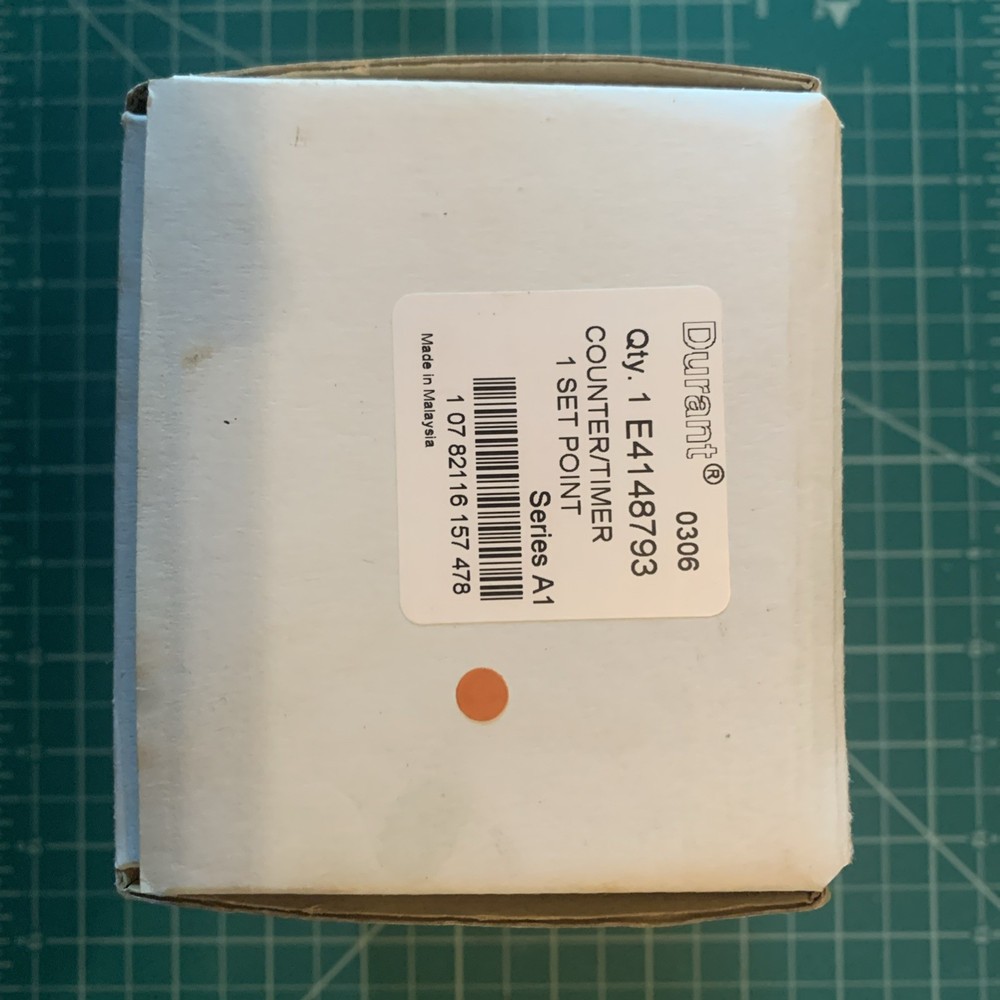 Durant® 0306
Qty. 1 E4148793
COUNTER/TIMER
1 SET POINT
Series A1
1 07 82116 157 478
Made in Malaysia